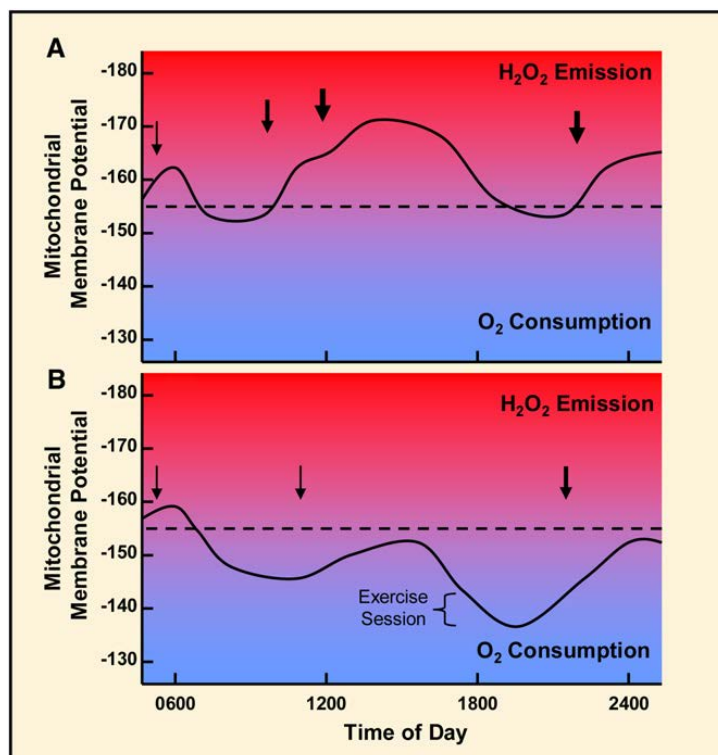 A
H₂O₂ Emission
-180
-170
-160
-150
-140
-130
Mitochondrial
Membrane Potential
O₂ Consumption
B
H₂O₂ Emission
-180
-170
-160
-150
-140
-130
Mitochondrial
Membrane Potential
Exercise
Session
O₂ Consumption
0600 1200 1800 2400
Time of Day